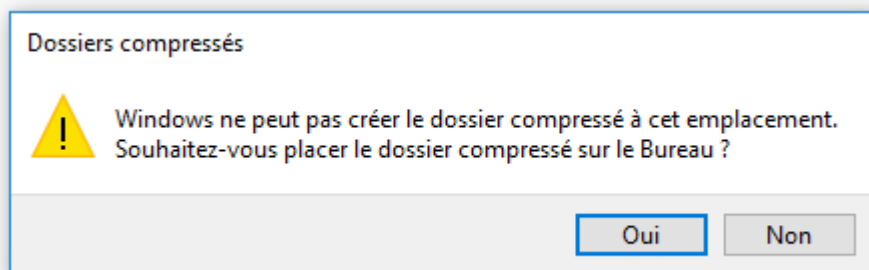 Dossiers compressés
Windows ne peut pas créer le dossier compressé à cet emplacement.
Souhaitez-vous placer le dossier compressé sur le Bureau ?
Oui
Non